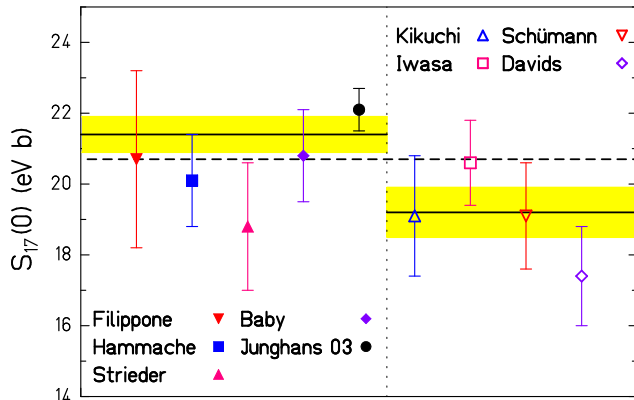 Kikuchi Schümann
Iwasa Davids
24
22
20
18
16
14
S17(0) (eV b)
Filippone Baby
Hammache Junghans 03
Strieder